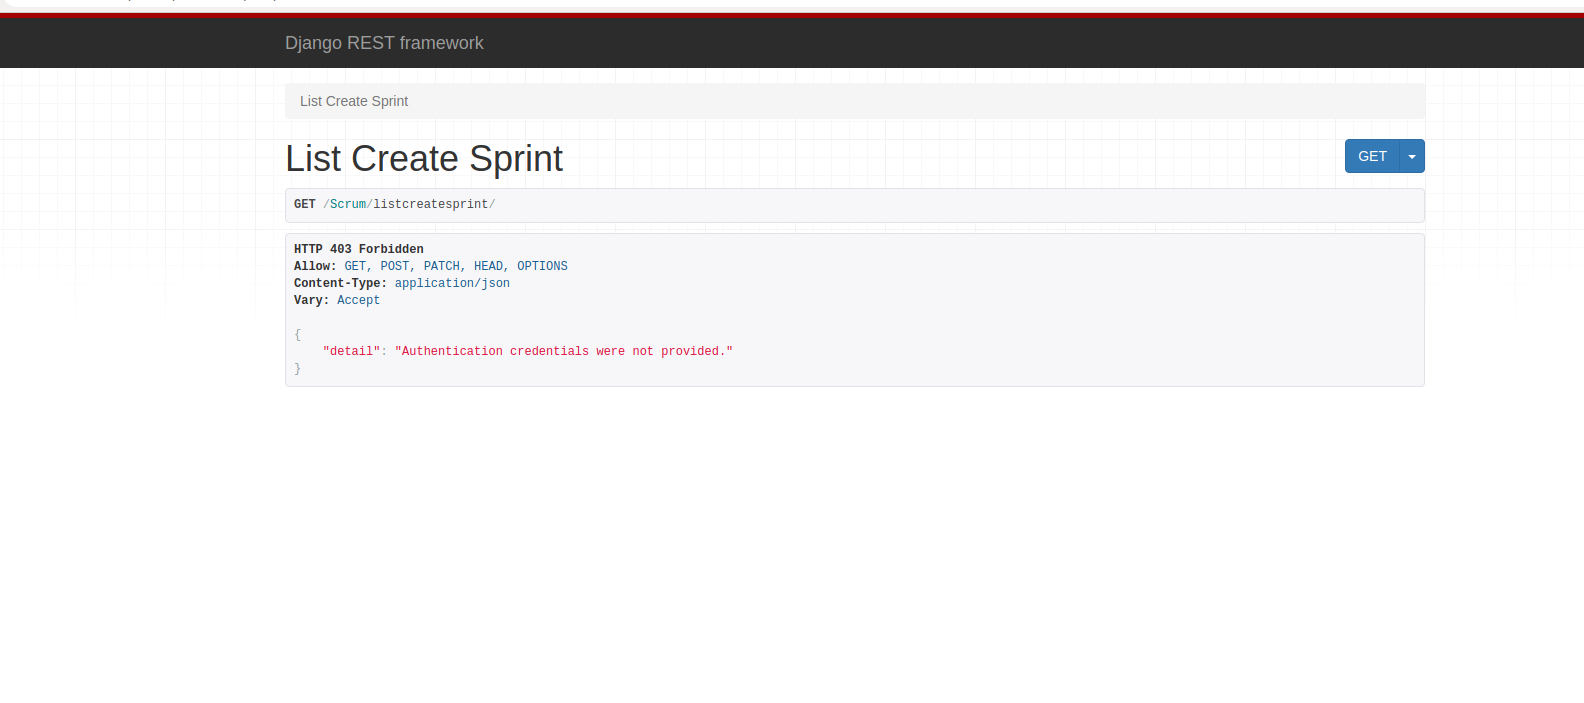 Django REST framework
List Create Sprint
List Create Sprint
GET
GET /Scrum/listcreatesprint/
HTTP 403 Forbidden
Allow: GET, POST, PATCH, HEAD, OPTIONS
Content-Type: application/json
Vary: Accept
{
"detail": "Authentication credentials were not provided."
}